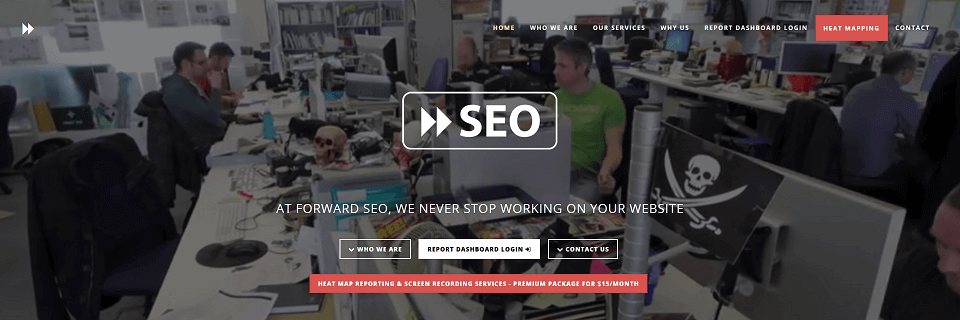 HOME WHO WE ARE OUR SERVICES WHY US REPORT DASHBOARD LOGIN HEAT MAPPING CONTACT
SEO
AT FORWARD SEO, WE NEVER STOP WORKING ON YOUR WEBSITE
WHO WE ARE REPORT DASHBOARD LOGIN CONTACT US
HEAT MAP REPORTING & SCREEN RECORDING SERVICES - PREMIUM PACKAGE FOR $15/MONTH